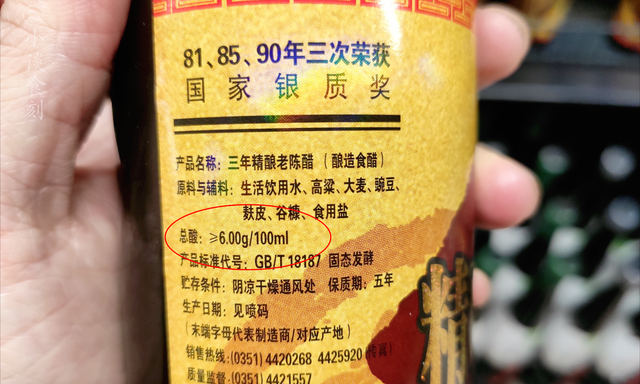 81、85、90年三次荣获
国家银质奖
产品名称：三年精酿老陈醋（酿造食醋）
原料与辅料：生活饮用水、高粱、大麦、豌豆、
麸皮、谷糠、食用盐
总酸：≥6.00g/100ml
产品标准代号：GB/T 18187 固态发酵
贮存条件：阴凉干燥通风处 保质期：五年
生产日期：见喷码
（末端字母代表制造商/对应产地）
销售热线：(0351) 4420268 4425920(传真)
质量监督：(0351) 4421557
精
刻